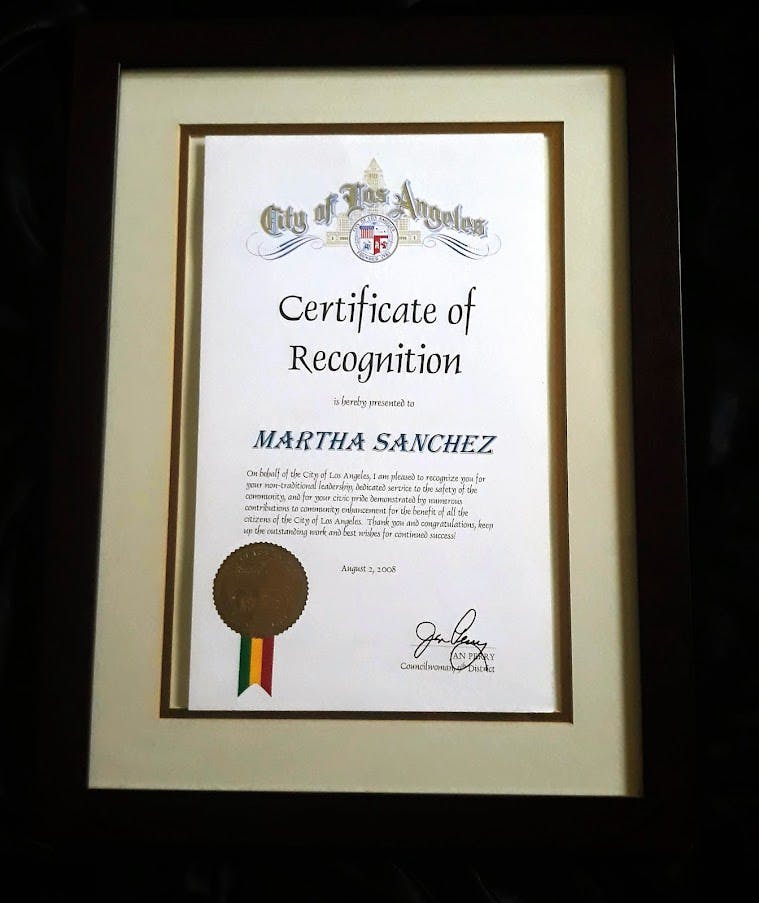 City of Los Angeles
Certificate of
Recognition
is hereby presented to
MARTHA SANCHEZ
On behalf of the City of Los Angeles, I am pleased to recognize you for
your non-traditional leadership, dedicated service to the safety of the
community, and for your civic pride demonstrated by numerous
contributions to community enhancement for the benefit of all the
citizens of the City of Los Angeles. Thank you and congratulations, keep
up the outstanding work and best wishes for continued success!
August 2, 2008
Jan Perry
JAN PERRY
Councilwoman, 9th District